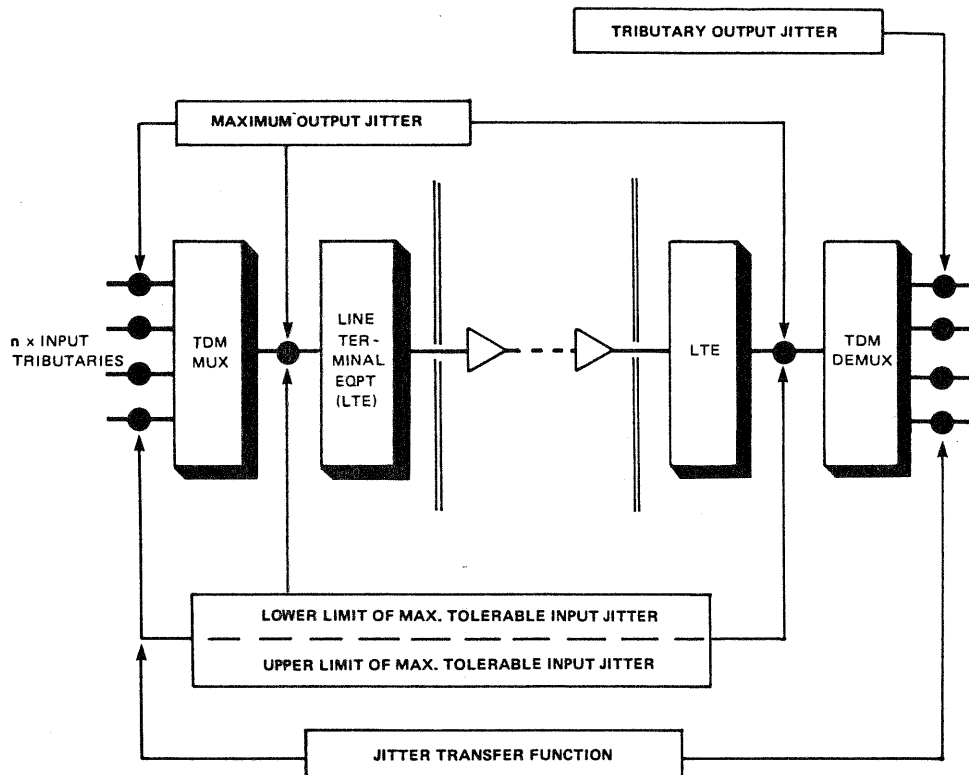 TRIBUTARY OUTPUT JITTER
MAXIMUM OUTPUT JITTER
n x INPUT
TRIBUTARIES
TDM
MUX
LINE
TER-
MINAL
EQPT
(LTE)
LTE
TDM
DEMUX
LOWER LIMIT OF MAX. TOLERABLE INPUT JITTER
UPPER LIMIT OF MAX. TOLERABLE INPUT JITTER
JITTER TRANSFER FUNCTION